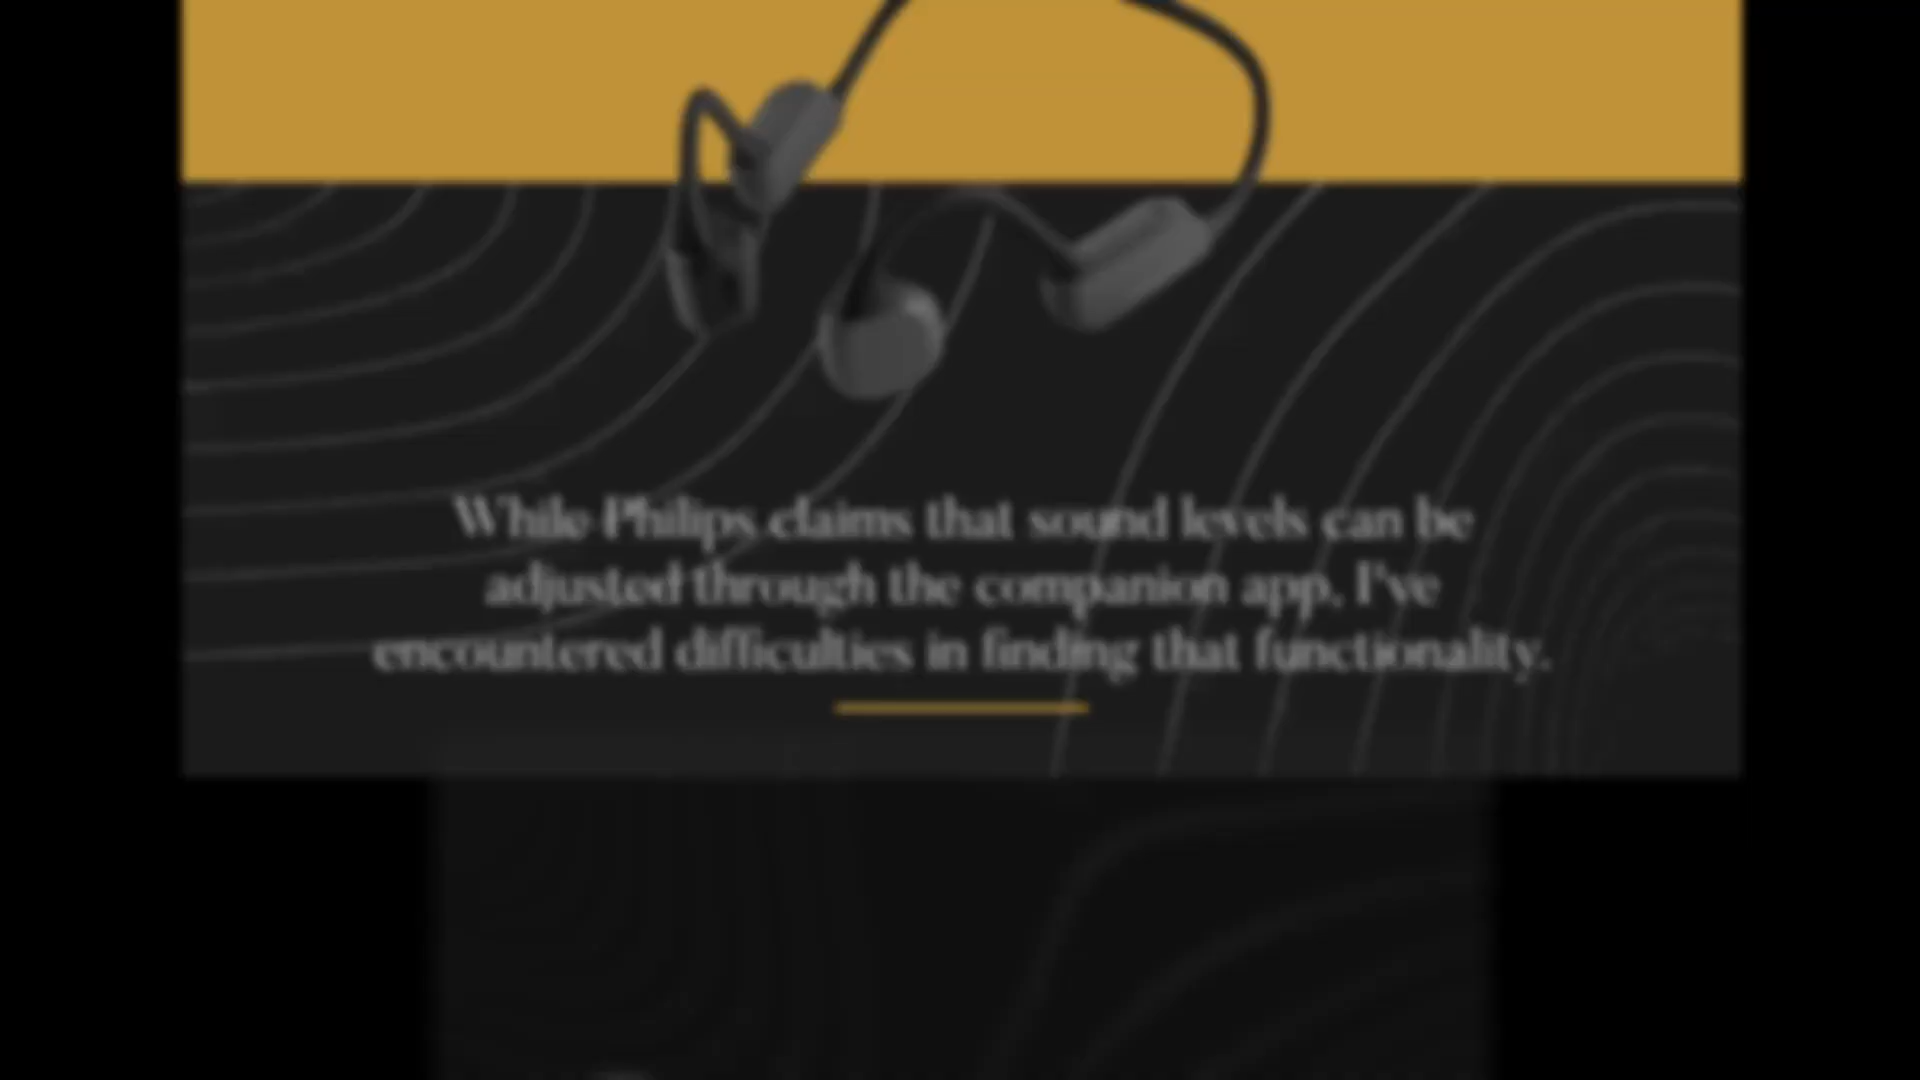 While Philips claims that sound levels can be
adjusted through the companion app, I've
encountered difficulties in finding that functionality.